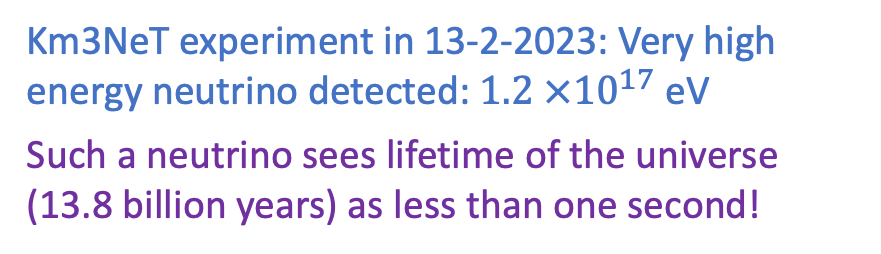 Km3NeT experiment in 13-2-2023: Very high
energy neutrino detected: 1.2 ×10¹⁷ eV
Such a neutrino sees lifetime of the universe
(13.8 billion years) as less than one second!